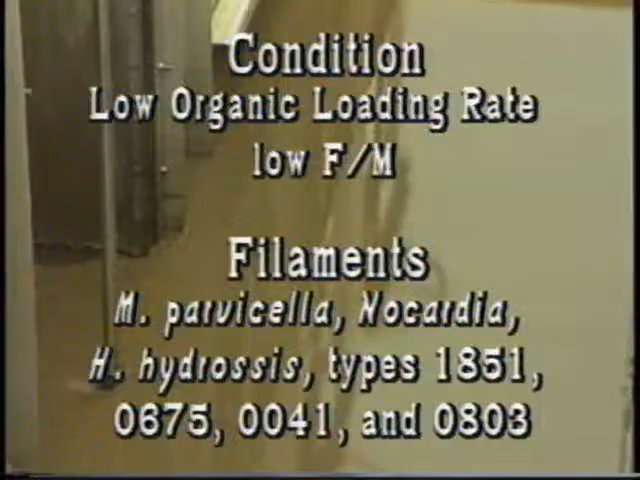 Condition
Low Organic Loading Rate
low F/M
Filaments
M. parvicella, Nocardia,
H. hydrossis, types 1851,
0675, 0041, and 0803